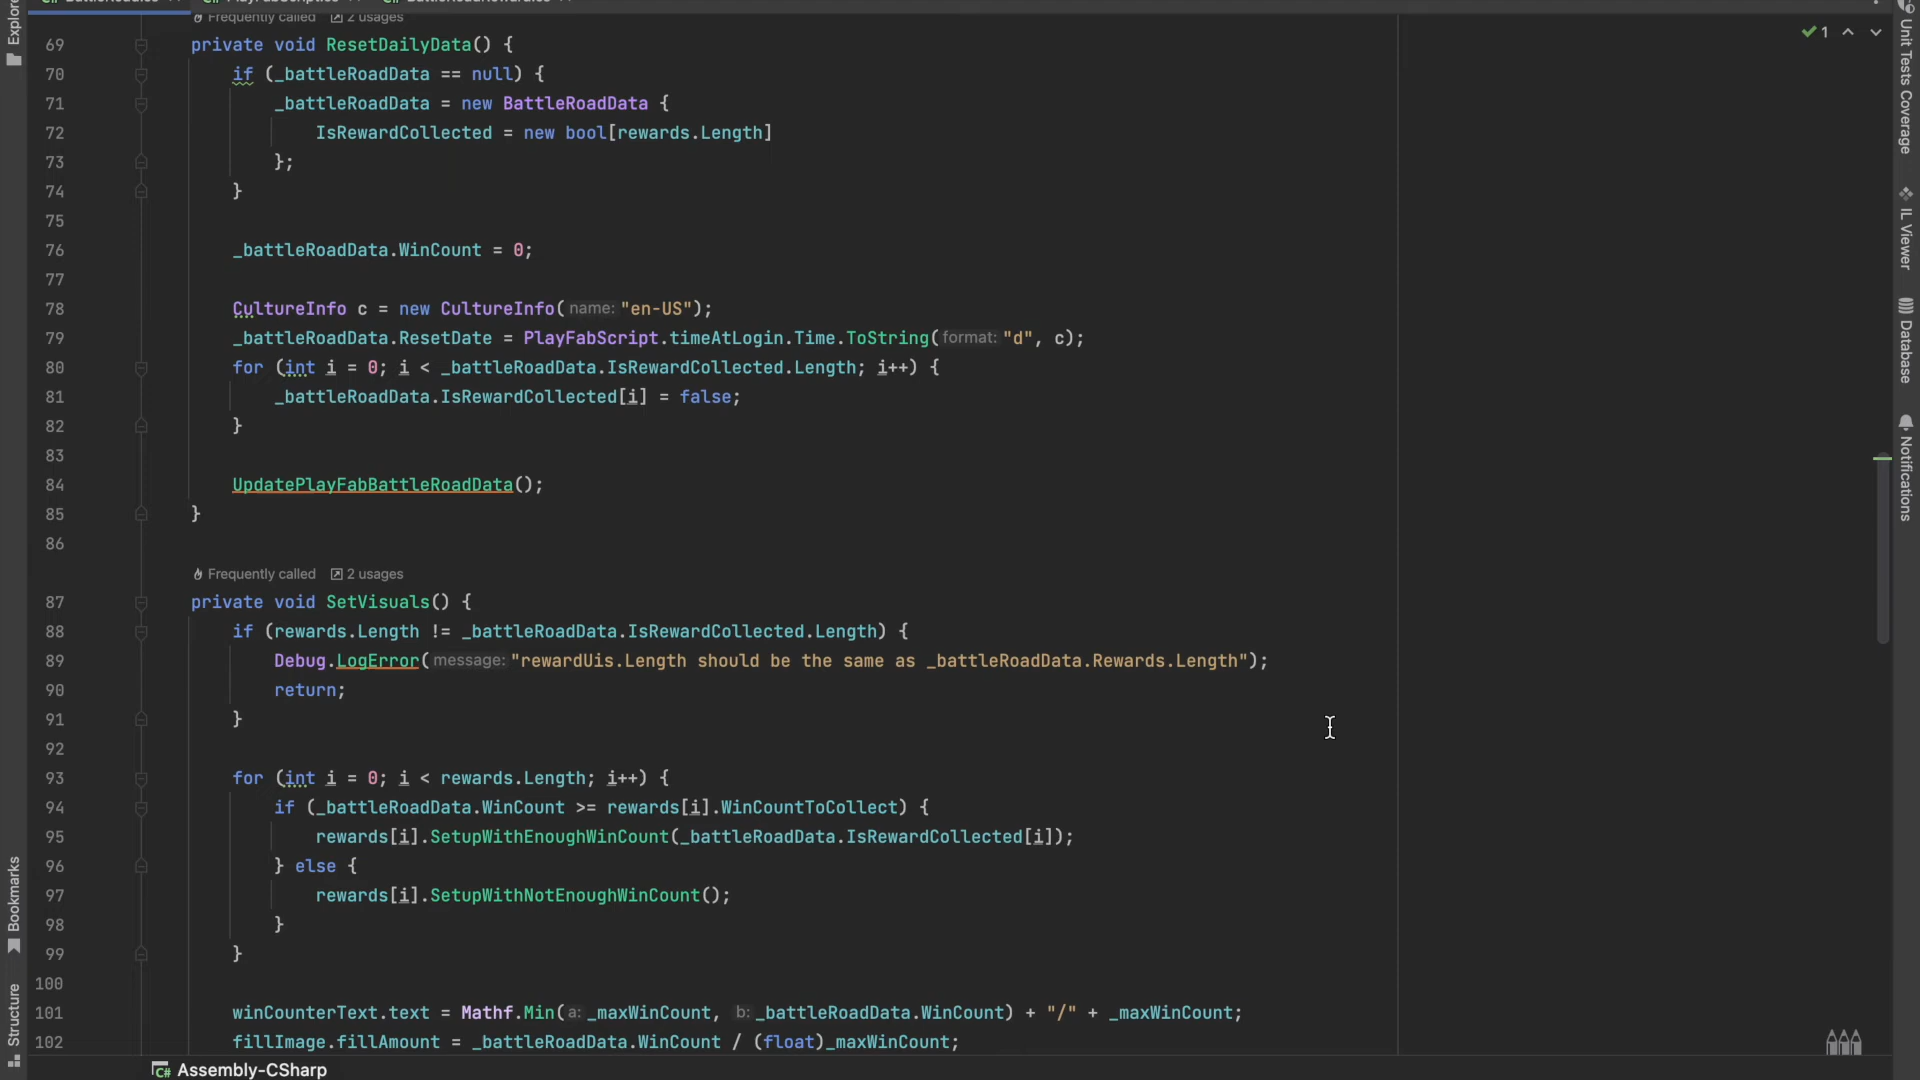 Frequently called 2 usages
69 private void ResetDailyData() {
70 if (_battleRoadData == null) {
71 _battleRoadData = new BattleRoadData {
72 IsRewardCollected = new bool[rewards.Length]
73 };
74 }
75
76 _battleRoadData.WinCount = 0;
77
78 CultureInfo c = new CultureInfo( name: "en-US");
79 _battleRoadData.ResetDate = PlayFabScript.timeAtLogin.Time.ToString( format: "d", c);
80 for (int i = 0; i < _battleRoadData.IsRewardCollected.Length; i++) {
81 _battleRoadData.IsRewardCollected[i] = false;
82 }
83
84 UpdatePlayFabBattleRoadData();
85 }
86
Frequently called 2 usages
87 private void SetVisuals() {
88 if (rewards.Length != _battleRoadData.IsRewardCollected.Length) {
89 Debug.LogError( message: "rewardUis.Length should be the same as _battleRoadData.Rewards.Length");
90 return;
91 }
92
93 for (int i = 0; i < rewards.Length; i++) {
94 if (_battleRoadData.WinCount >= rewards[i].WinCountToCollect) {
95 rewards[i].SetupWithEnoughWinCount(_battleRoadData.IsRewardCollected[i]);
96 } else {
97 rewards[i].SetupWithNotEnoughWinCount();
98 }
99 }
100
101 winCounterText.text = Mathf.Min( a: _maxWinCount, b: _battleRoadData.WinCount) + "/" + _maxWinCount;
102 fillImage.fillAmount = _battleRoadData.WinCount / (float)_maxWinCount;
C# Assembly-CSharp
Explorer
Bookmarks
Structure
1
Unit Tests Coverage
IL Viewer
Database
Notifications